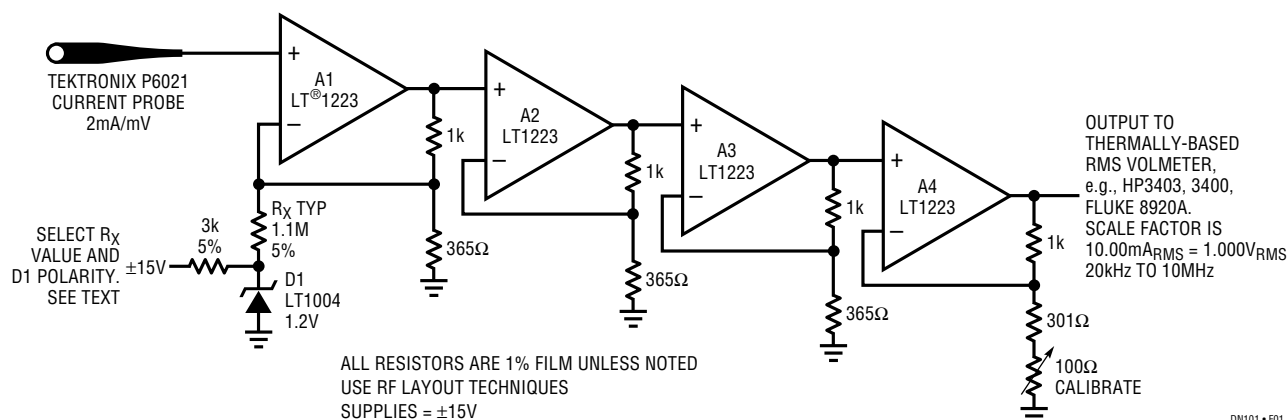 TEKTRONIX P6021
CURRENT PROBE
2mA/mV
+
A1
LT®1223
–
1k
365Ω
RX TYP
1.1M
5%
3k
5%
SELECT RX
VALUE AND
D1 POLARITY.
SEE TEXT
±15V
D1
LT1004
1.2V
+
A2
LT1223
–
1k
365Ω
+
A3
LT1223
–
1k
365Ω
+
A4
LT1223
–
1k
301Ω
100Ω
CALIBRATE
OUTPUT TO
THERMALLY-BASED
RMS VOLMETER,
e.g., HP3403, 3400,
FLUKE 8920A.
SCALE FACTOR IS
10.00mARMS = 1.000VRMS
20kHz TO 10MHz
ALL RESISTORS ARE 1% FILM UNLESS NOTED
USE RF LAYOUT TECHNIQUES
SUPPLIES = ±15V
DN101 • F01